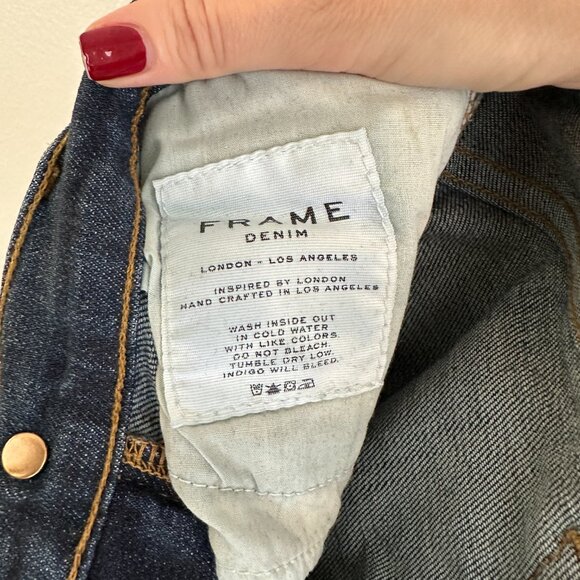 FRAME
DENIM
LONDON - LOS ANGELES
INSPIRED BY LONDON
HAND CRAFTED IN LOS ANGELES
WASH INSIDE OUT
IN COLD WATER
WITH LIKE COLORS.
DO NOT BLEACH.
TUMBLE DRY LOW.
INDIGO WILL BLEED.